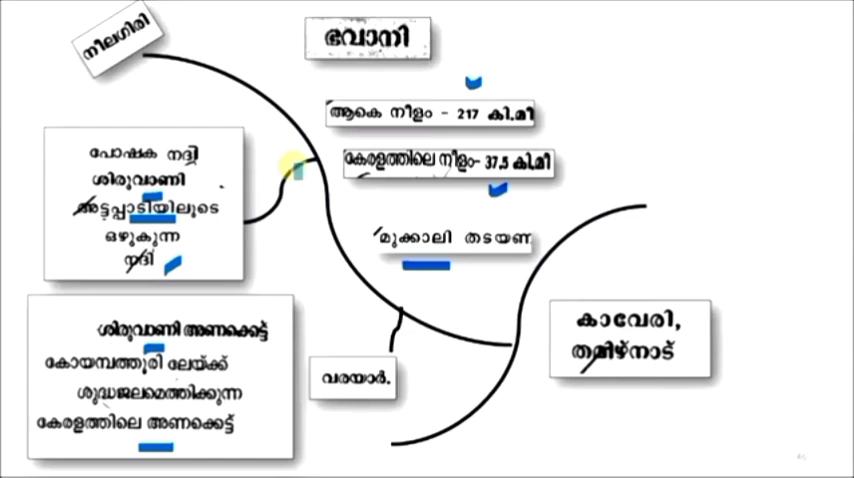 നീലഗിരി
ഭവാനി
ആകെ നീളം - 217 കി.മീ
കേരളത്തിലെ നീളം- 37.5 കി.മീ
പോഷക നദ്ദി
ശിരുവാണി
അട്ടപ്പാടിയിലൂടെ
ഒഴുകുന്ന
നദി
മുക്കാലി തടയണ
ശിരുവാണി അണക്കെട്ട്
കോയമ്പത്തൂരി ലേയ്ക്ക്
ശുദ്ധജലമെത്തിക്കുന്ന
കേരളത്തിലെ അണക്കെട്ട്
വരയാർ.
കാവേരി,
തമിഴ്നാട്